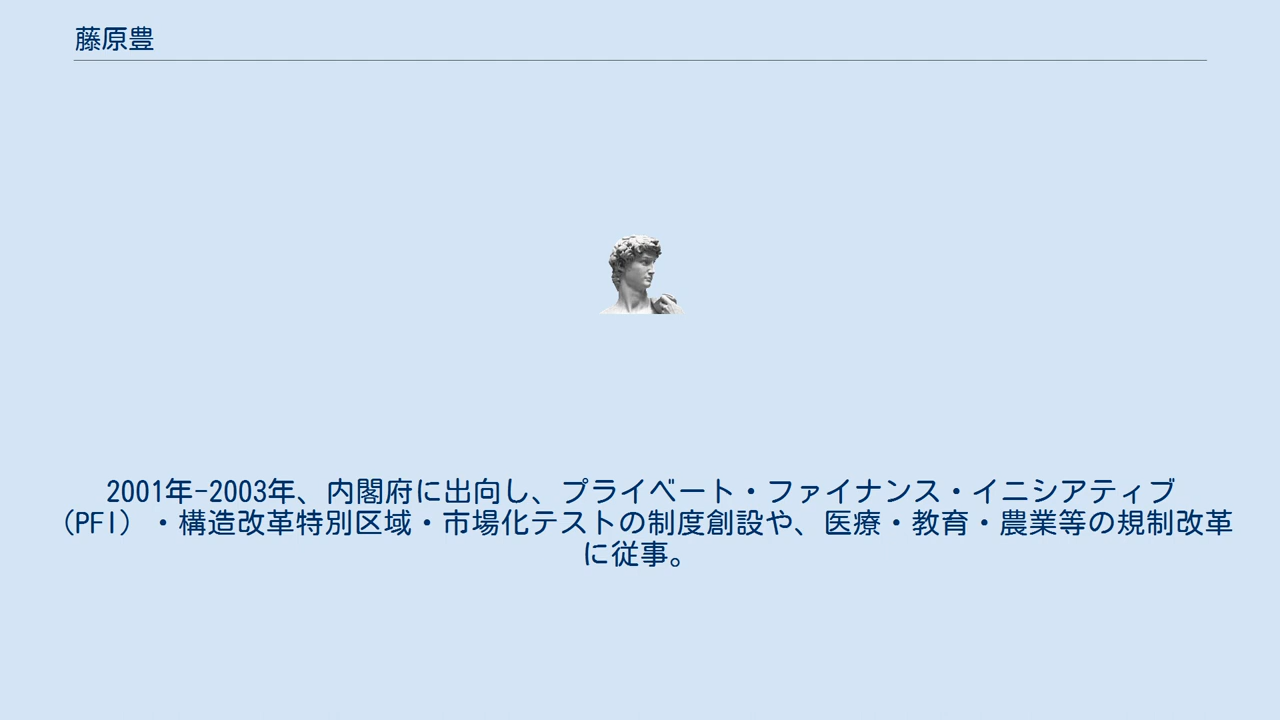 藤原豊
2001年-2003年、内閣府に出向し、プライベート・ファイナンス・イニシアティブ
（PFI）・構造改革特別区域・市場化テストの制度創設や、医療・教育・農業等の規制改革
に従事。